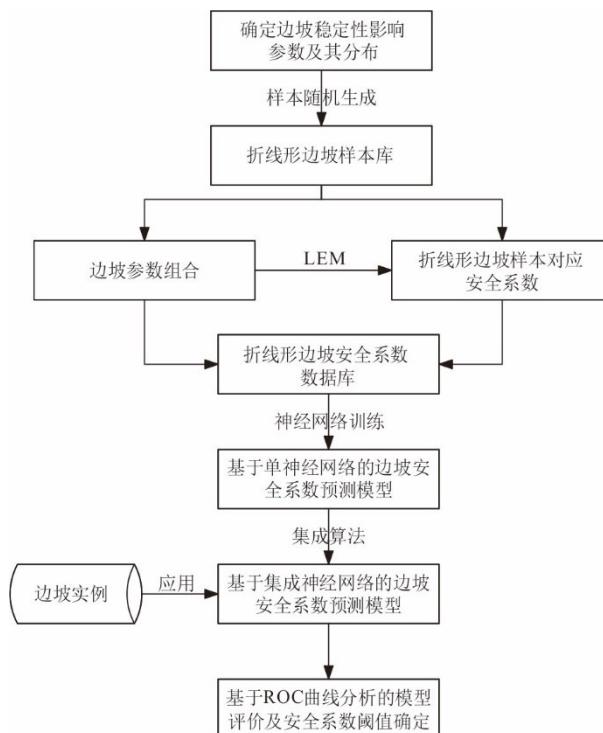 确定边坡稳定性影响
参数及其分布
样本随机生成
折线形边坡样本库
边坡参数组合
LEM
折线形边坡样本对应
安全系数
折线形边坡安全系数
数据库
神经网络训练
基于单神经网络的边坡安
全系数预测模型
集成算法
边坡实例
应用
基于集成神经网络的边坡
安全系数预测模型
基于ROC曲线分析的模型
评价及安全系数阈值确定